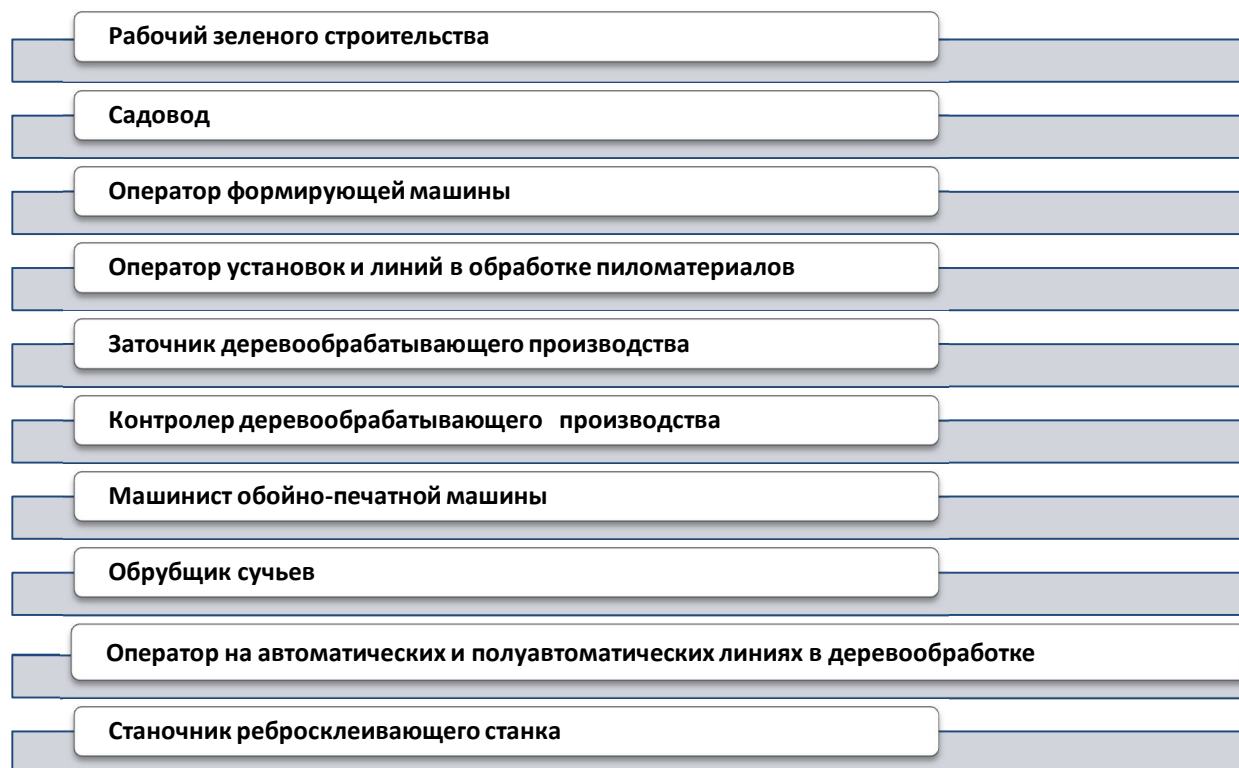 Рабочий зеленого строительства
Садовод
Оператор формирующей машины
Оператор установок и линий в обработке пиломатериалов
Заточник деревообрабатывающего производства
Контролер деревообрабатывающего производства
Машинист обойно-печатной машины
Обрубщик сучьев
Оператор на автоматических и полуавтоматических линиях в деревообработке
Станочник ребросклеивающего станка